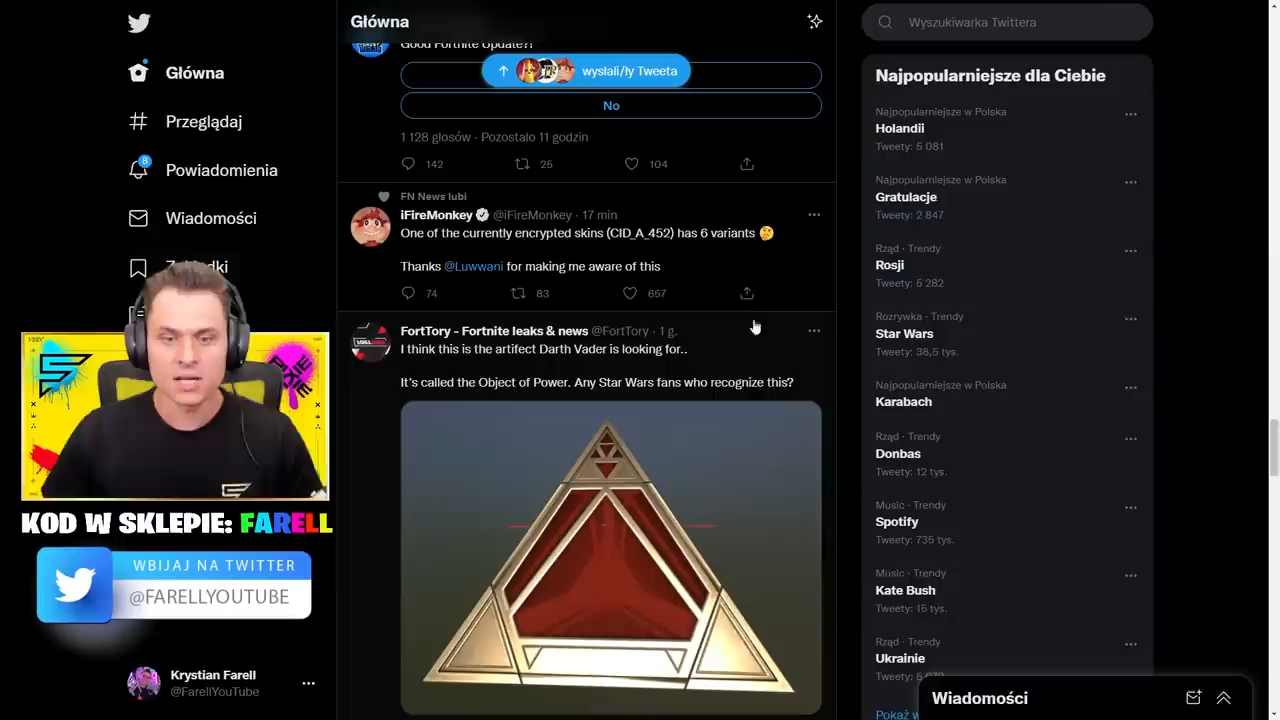 Główna
Przeglądaj
Powiadomienia
8
Wiadomości
KOD W SKLEPIE: FARELL
WBIJAJ NA TWITTER
@FARELLYOUTUBE
Krystian Farell
@FarellYouTube
Główna
Good Fortnite Update?!
wysłali/ły Tweeta
No
1 128 głosów · Pozostało 11 godzin
142 25 104
FN News lubi
iFireMonkey @iFireMonkey · 17 min
One of the currently encrypted skins (CID_A_452) has 6 variants 🤔
Thanks @Luwwani for making me aware of this
74 83 657
FortTory - Fortnite leaks & news @FortTory · 1 g.
I think this is the artifect Darth Vader is looking for..
It's called the Object of Power. Any Star Wars fans who recognize this?
Wyszukiwarka Twittera
Najpopularniejsze dla Ciebie
Najpopularniejsze w Polska
Holandii
Tweety: 5 081
Najpopularniejsze w Polska
Gratulacje
Tweety: 2 847
Rząd · Trendy
Rosji
Tweety: 5 282
Rozrywka · Trendy
Star Wars
Tweety: 38,5 tys.
Najpopularniejsze w Polska
Karabach
Rząd · Trendy
Donbas
Tweety: 12 tys.
Music · Trendy
Spotify
Tweety: 735 tys.
Music · Trendy
Kate Bush
Tweety: 15 tys.
Rząd · Trendy
Ukrainie
Pokaż
Wiadomości